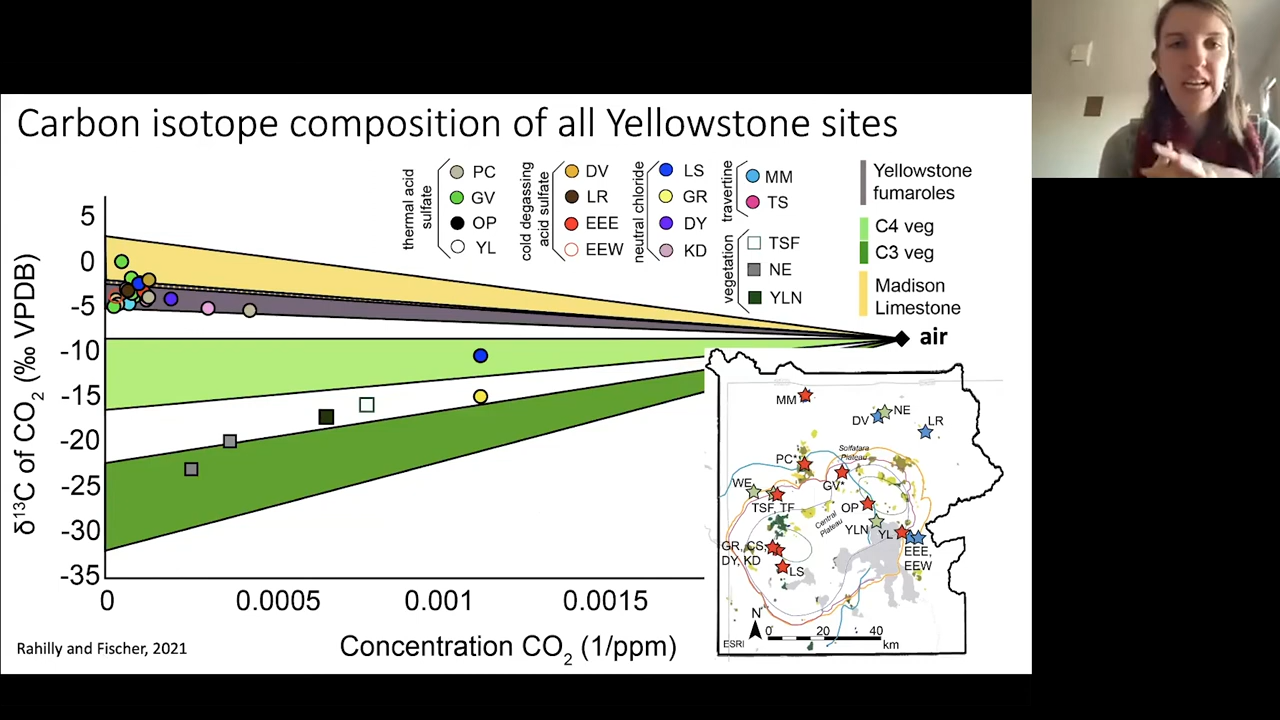 Carbon isotope composition of all Yellowstone sites
thermal acid
sulfate
PC
GV
OP
YL
cold degassing
acid sulfate
DV
LR
EEE
EEW
neutral chloride
LS
GR
DY
KD
travertine
MM
TS
vegetation
TSF
NE
YLN
Yellowstone
fumaroles
C4 veg
C3 veg
Madison
Limestone
δ¹³C of CO₂ (‰ VPDB)
5
0
-5
-10
-15
-20
-25
-30
-35
air
0
0.0005
0.001
0.0015
Concentration CO₂ (1/ppm)
Rahilly and Fischer, 2021
MM
DV
NE
LR
PC*
Solfatara
Plateau
GV*
WE
TSF, TF
OP
Central
Plateau
YLN
YL
GR, CS,
DY, KD
EEE,
EEW
LS
N
0 20 40
km
ESRI